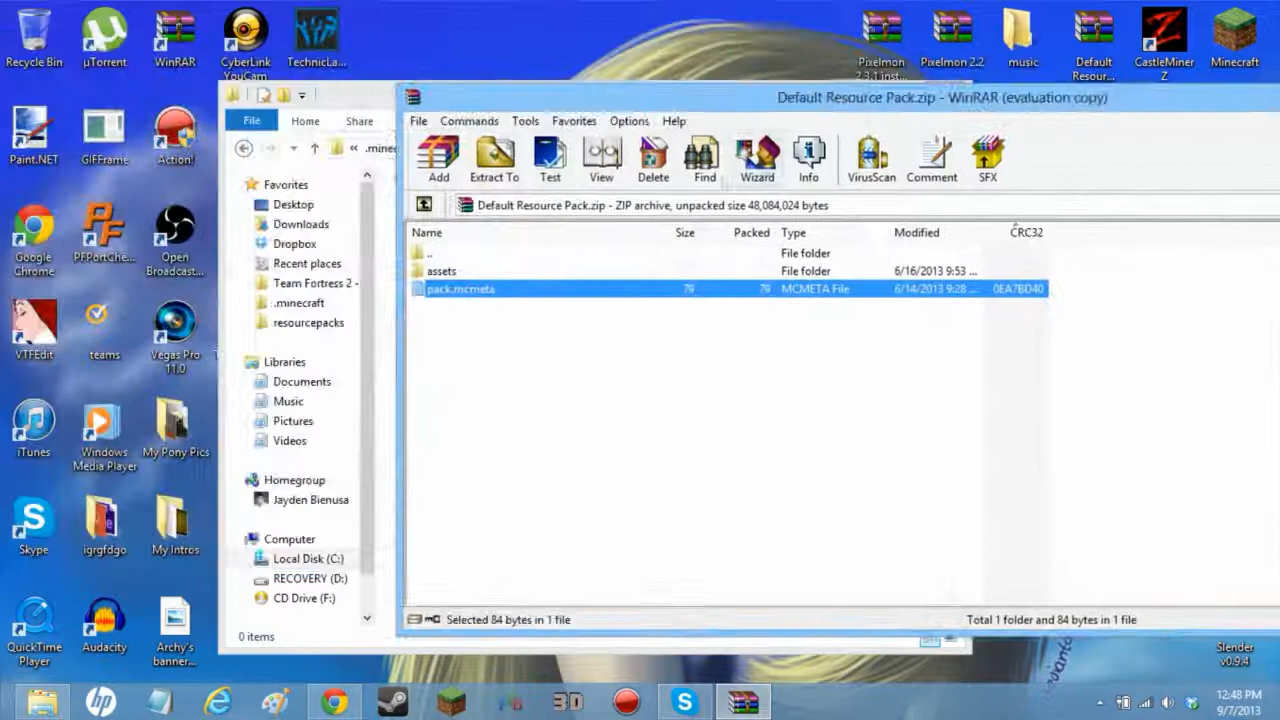 Recycle Bin
µTorrent
WinRAR
CyberLink
YouCam
TechnicLa...
Pixelmon
2.3.1 inst...
Pixelmon 2.2
music
Default
Resour...
CastleMiner
Z
Minecraft
Paint.NET
GIFFrame
Action!
Google
Chrome
PFPortChe...
Open
Broadcast...
VTFEdit
teams
Vegas Pro
11.0
iTunes
Windows
Media Player
My Pony Pics
Skype
igrgfdgo
My Intros
QuickTime
Player
Audacity
Archy's
banner...
File
Home
Share
« .mine
Favorites
Desktop
Downloads
Dropbox
Recent places
Team Fortress 2 -
.minecraft
resourcepacks
Libraries
Documents
Music
Pictures
Videos
Homegroup
Jayden Bienusa
Computer
Local Disk (C:)
RECOVERY (D:)
CD Drive (F:)
0 items
Default Resource Pack.zip - WinRAR (evaluation copy)
File Commands Tools Favorites Options Help
Add Extract To Test View Delete Find Wizard Info VirusScan Comment SFX
Default Resource Pack.zip - ZIP archive, unpacked size 48,084,024 bytes
Name Size Packed Type Modified CRC32
.. File folder
assets File folder 6/16/2013 9:53 ...
pack.mcmeta 79 79 MCMETA File 6/14/2013 9:28 ... 0EA7BD40
Selected 84 bytes in 1 file
Total 1 folder and 84 bytes in 1 file
Slender
v0.9.4
12:48 PM
9/7/2013